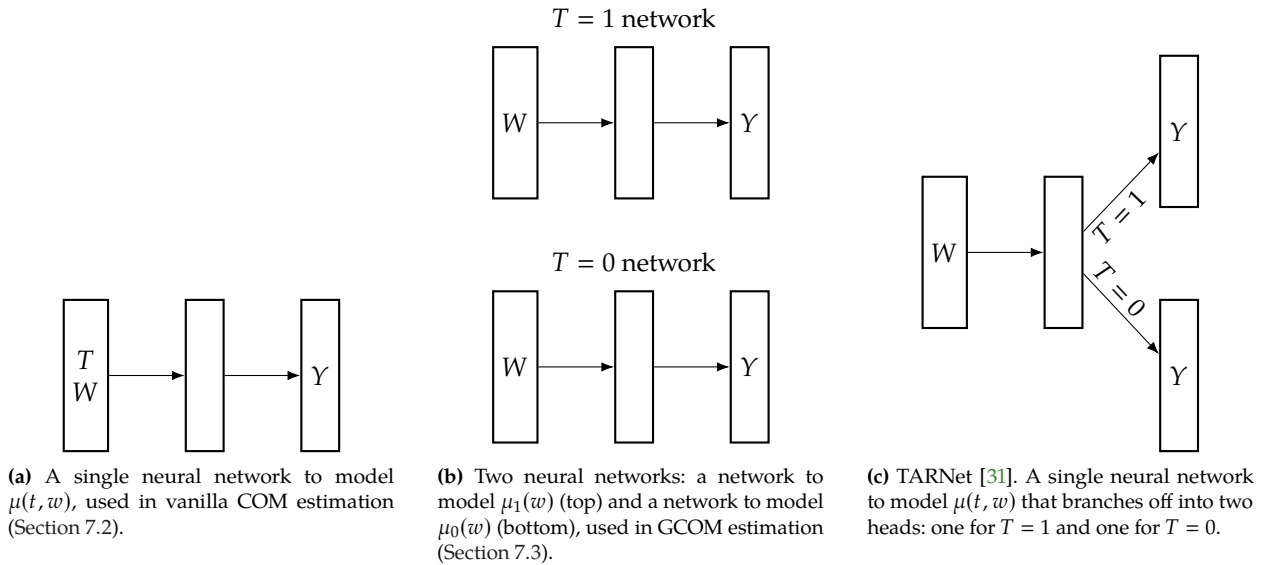 T
W
Y
(a) A single neural network to model
μ(t, w), used in vanilla COM estimation
(Section 7.2).
T = 1 network
W
Y
T = 0 network
W
Y
(b) Two neural networks: a network to
model μ₁(w) (top) and a network to model
μ₀(w) (bottom), used in GCOM estimation
(Section 7.3).
W
T = 1
Y
T = 0
Y
(c) TARNet [31]. A single neural network
to model μ(t, w) that branches off into two
heads: one for T = 1 and one for T = 0.